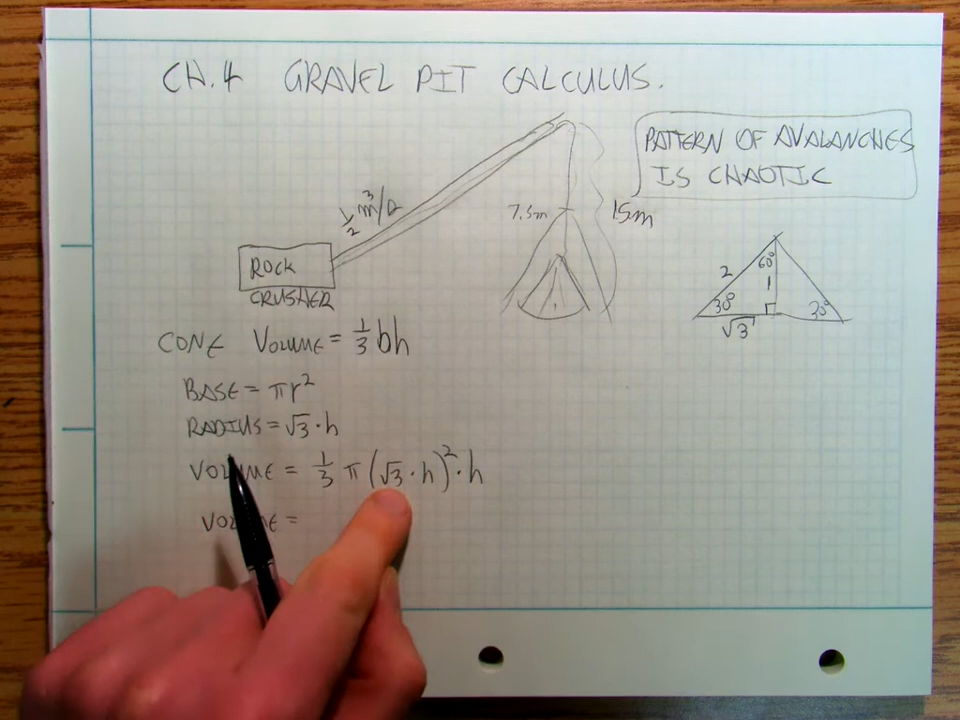 CH.4 GRAVEL PIT CALCULUS.
PATTERN OF AVALANCHES
IS CHAOTIC
1/2 m³/s
7.5m
15m
ROCK
CRUSHER
2
60°
1
30°
30°
√3
CONE VOLUME = 1/3 bh
BASE = πr²
RADIUS = √3 · h
VOLUME = 1/3 π (√3 · h)² · h
VOLUME =